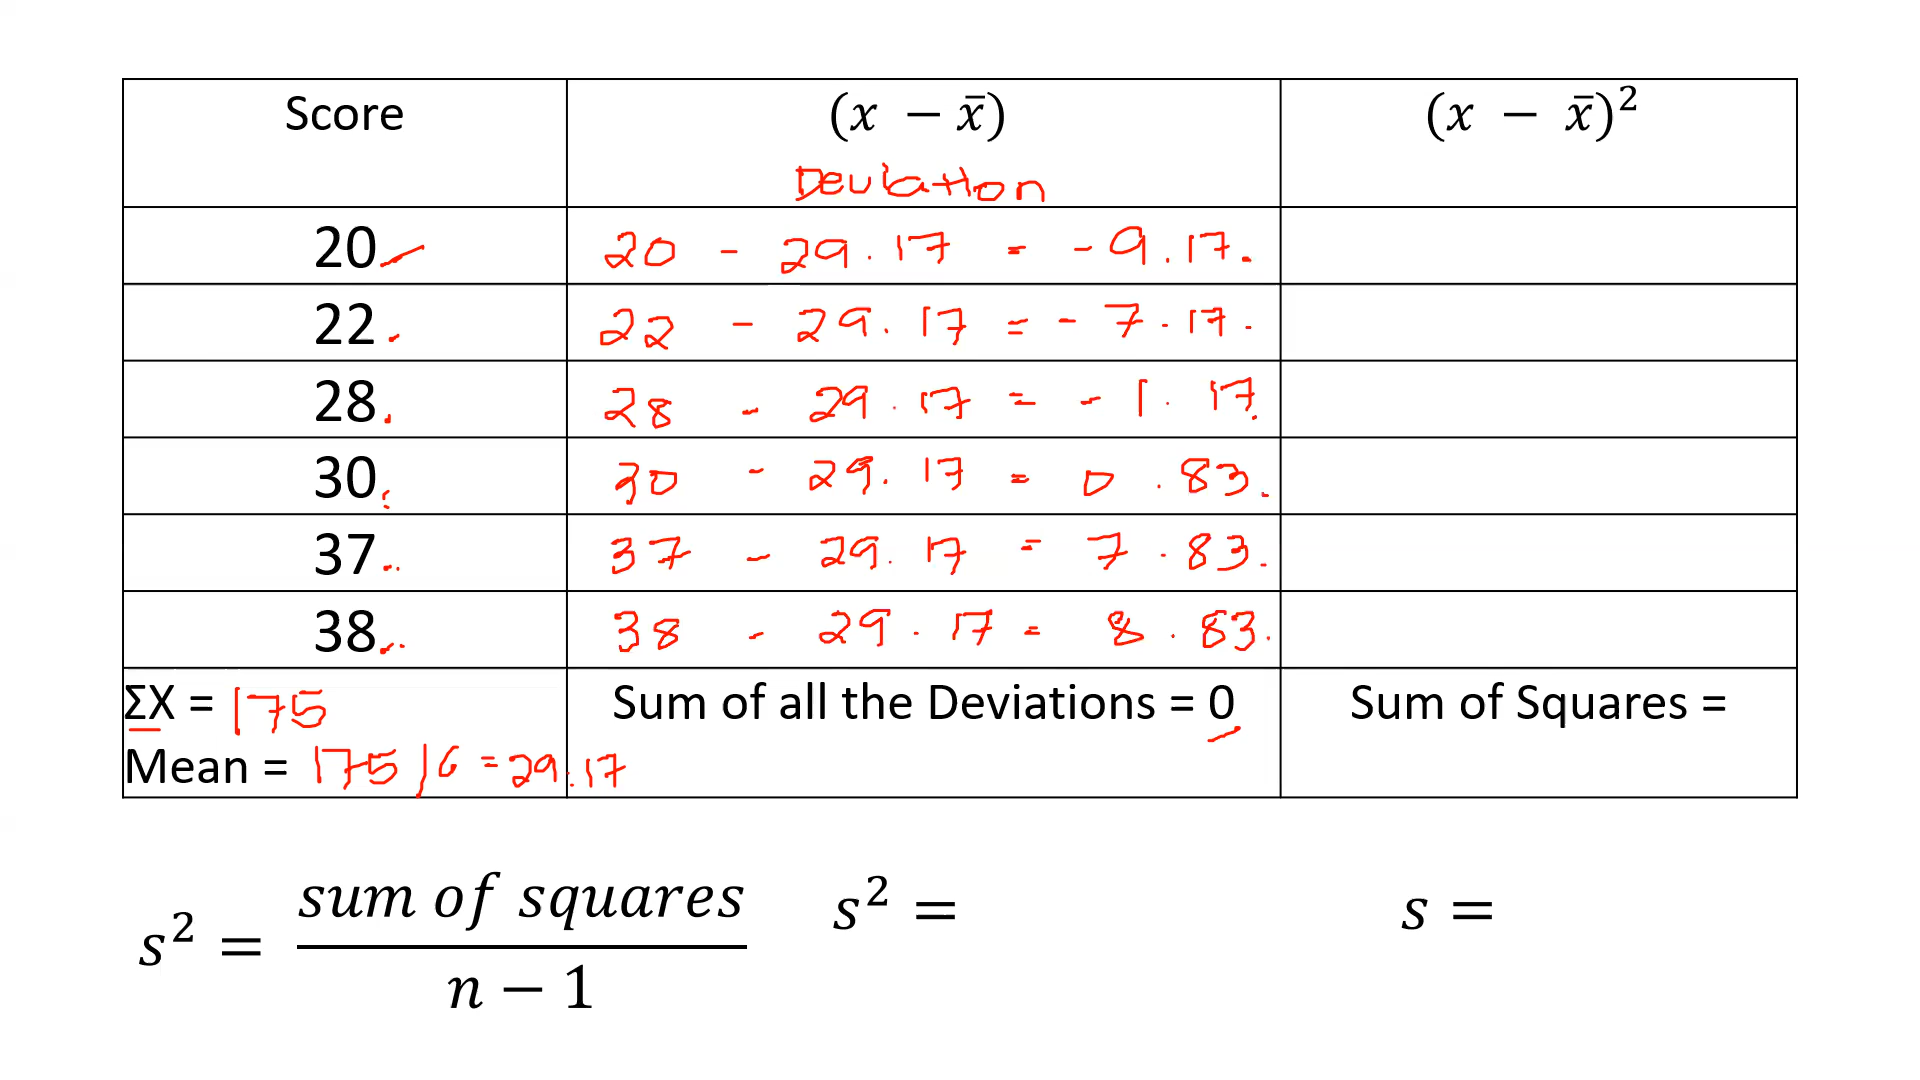 Score (x − x̄) (x − x̄)²
Deviation
20 20 - 29.17 = -9.17.
22 22 - 29.17 = -7.17.
28 28 - 29.17 = -1.17.
30 30 - 29.17 = 0.83.
37 37 - 29.17 = 7.83.
38 38 - 29.17 = 8.83.
ΣX = 175 Sum of all the Deviations = 0 Sum of Squares =
Mean = 175/6 = 29.17
s² = sum of squares / n − 1 s² = s =